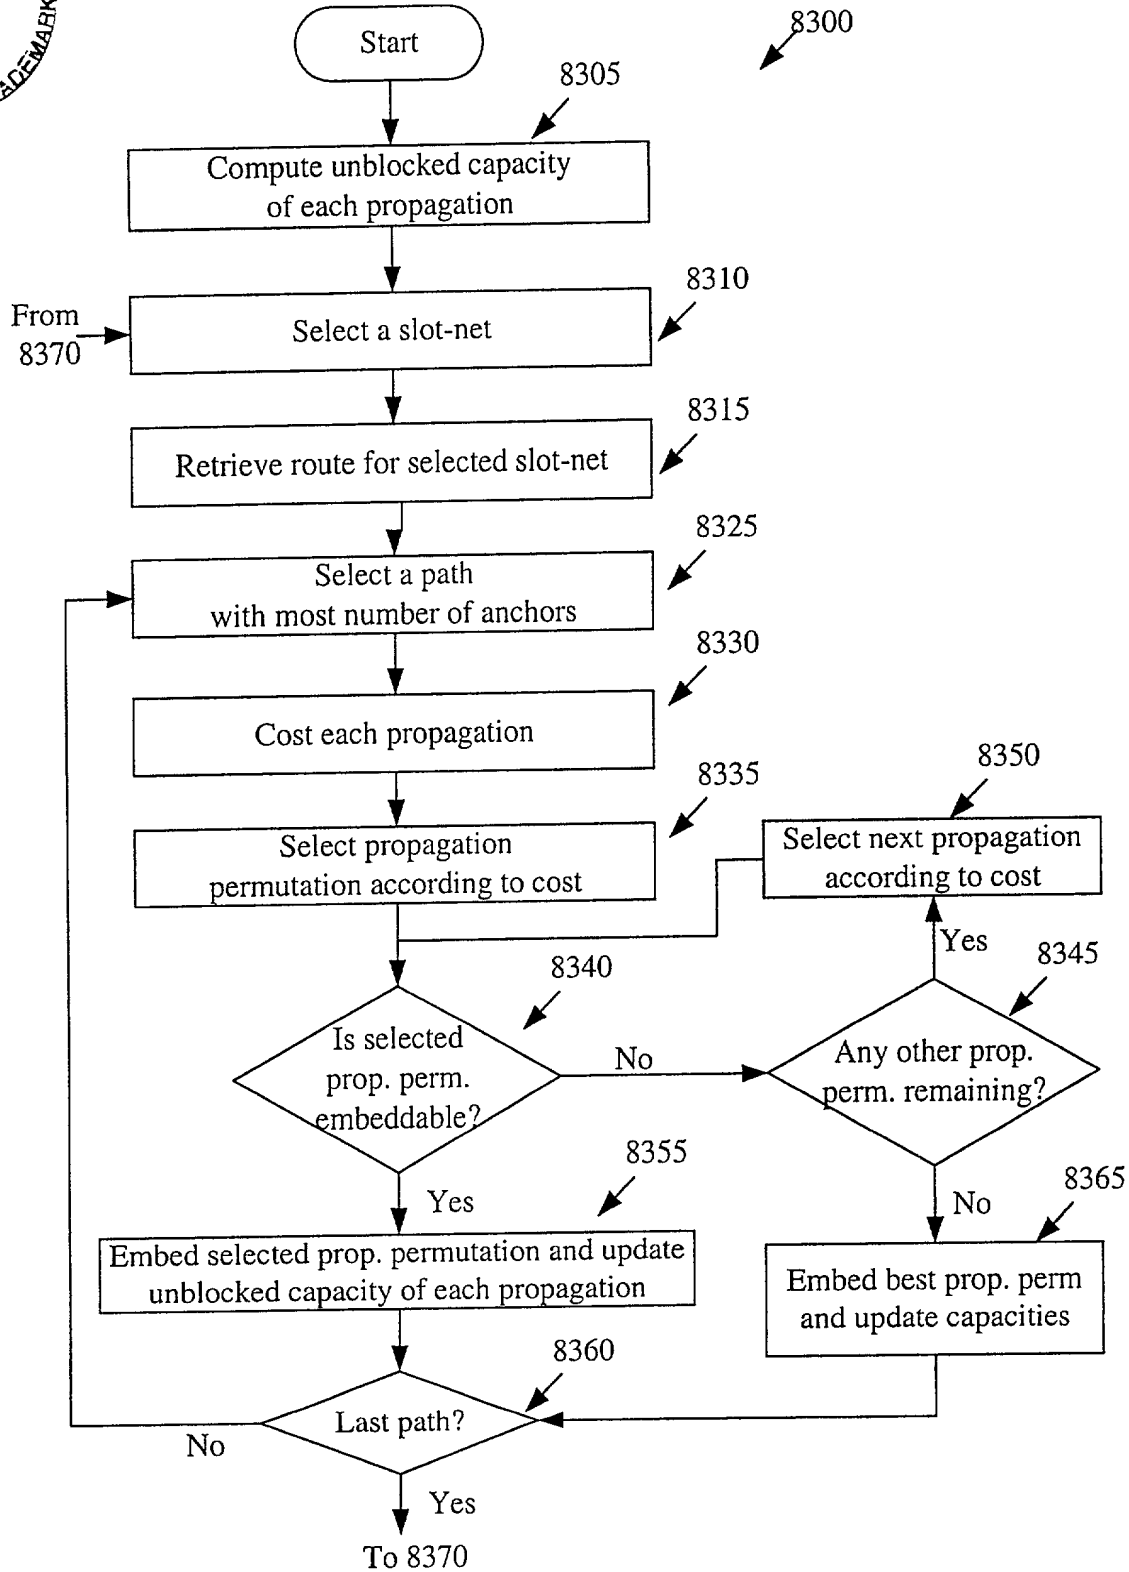 ADEMARK
Start
8300
8305
Compute unblocked capacity
of each propagation
From
8370
8310
Select a slot-net
8315
Retrieve route for selected slot-net
8325
Select a path
with most number of anchors
8330
Cost each propagation
8335
Select propagation
permutation according to cost
8350
Select next propagation
according to cost
Yes
8345
Any other prop.
perm. remaining?
8340
Is selected
prop. perm.
embeddable?
No
Yes
8355
Embed selected prop. permutation and update
unblocked capacity of each propagation
No
8365
Embed best prop. perm
and update capacities
8360
Last path?
No
Yes
To 8370